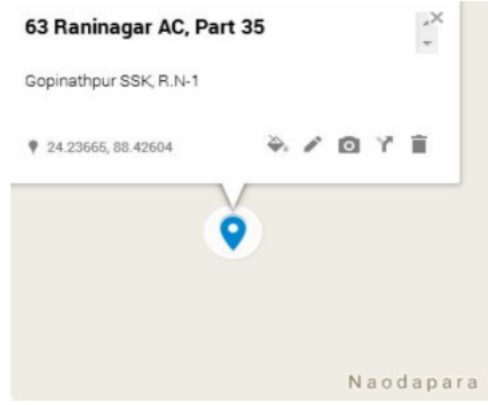 63 Raninagar AC, Part 35
Gopinathpur SSK, R.N-1
24.23665, 88.42604
Naodapara